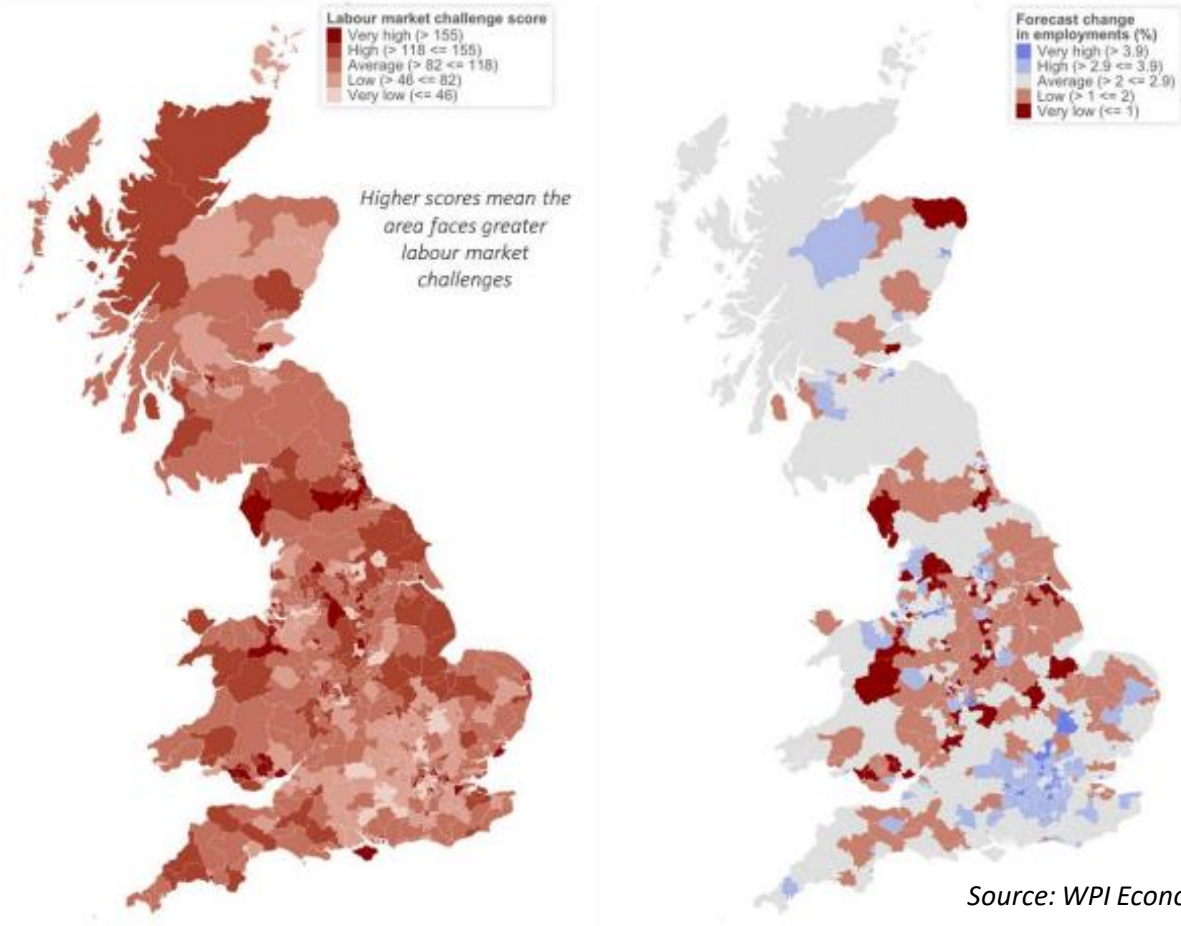 Labour market challenge score
Very high (> 155)
High (> 118 <= 155)
Average (> 82 <= 118)
Low (> 46 <= 82)
Very low (<= 46)
Higher scores mean the
area faces greater
labour market
challenges
Forecast change
in employments (%)
Very high (> 3.9)
High (> 2.9 <= 3.9)
Average (> 2 <= 2.9)
Low (> 1 <= 2)
Very low (<= 1)
Source: WPI Econo